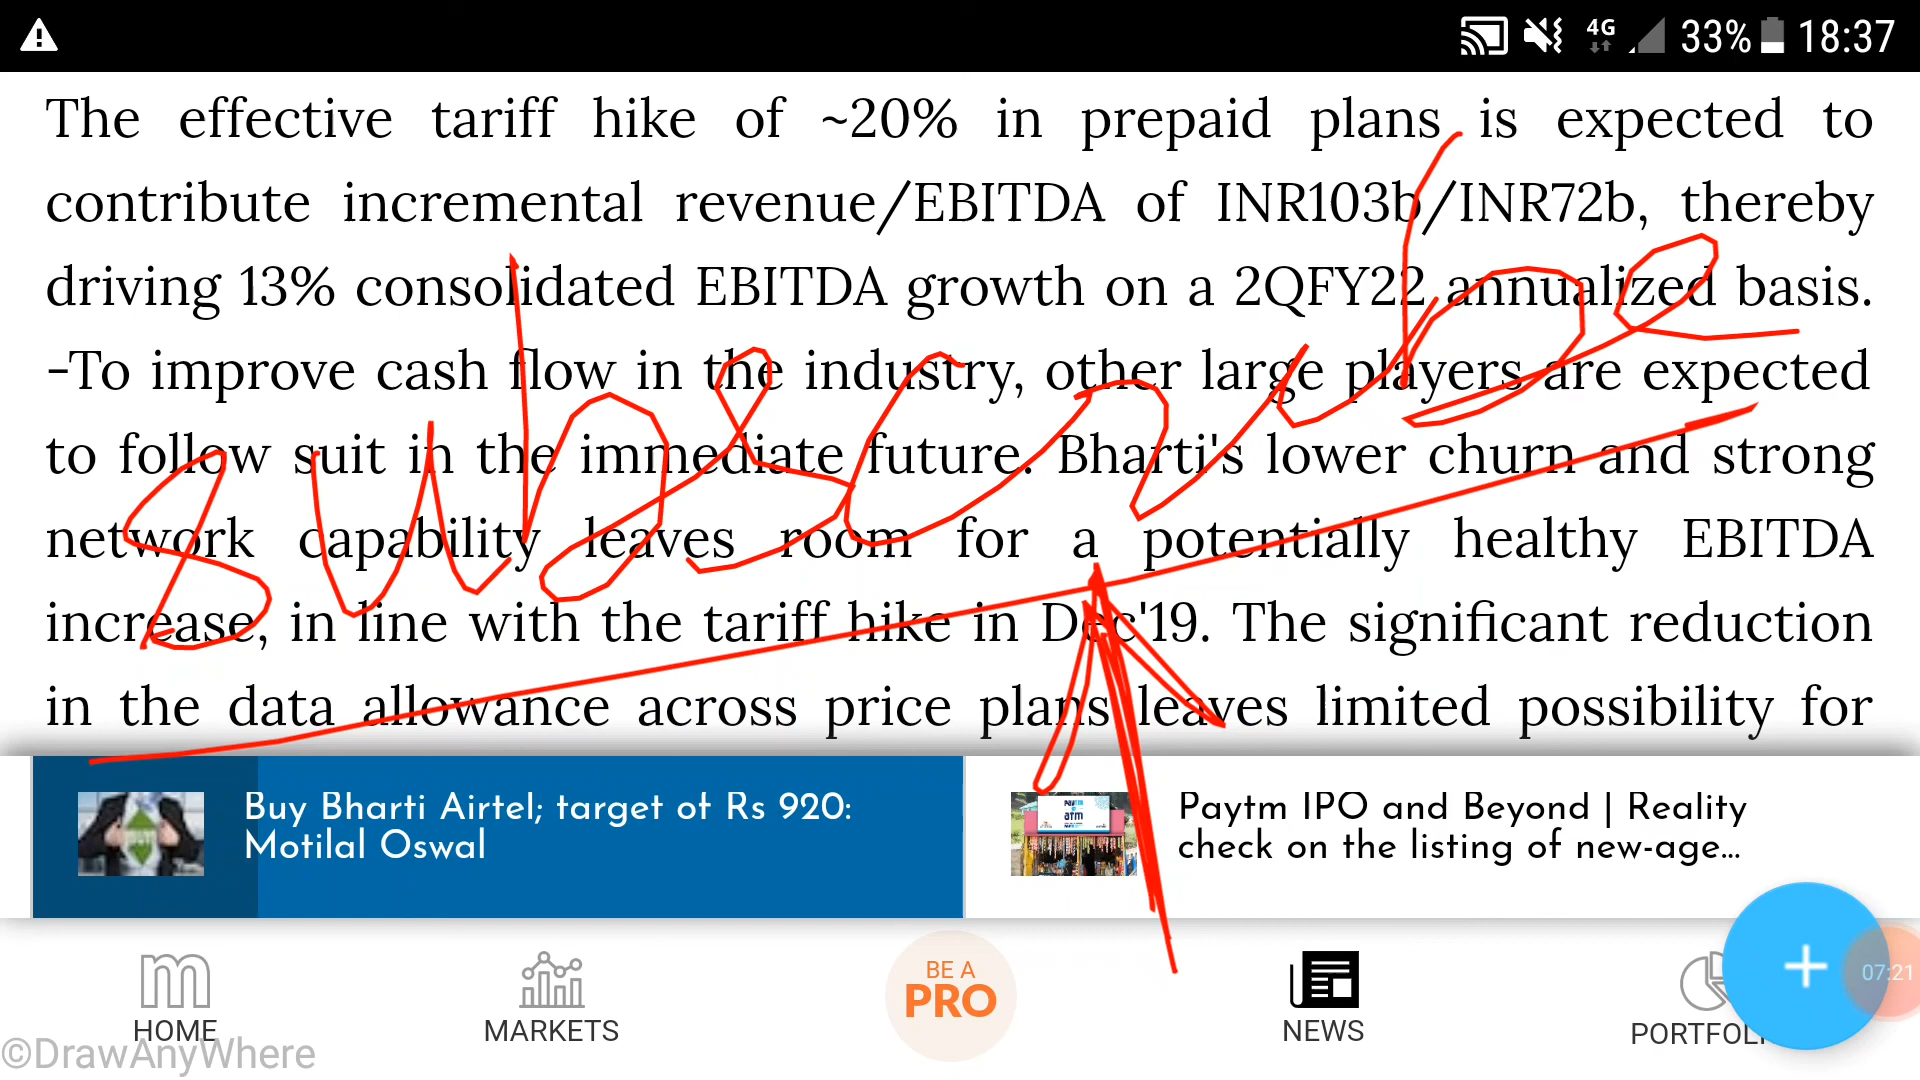 4G 33% 18:37
The effective tariff hike of ~20% in prepaid plans is expected to
contribute incremental revenue/EBITDA of INR103b/INR72b, thereby
driving 13% consolidated EBITDA growth on a 2QFY22 annualized basis.
-To improve cash flow in the industry, other large players are expected
to follow suit in the immediate future. Bharti's lower churn and strong
network capability leaves room for a potentially healthy EBITDA
increase, in line with the tariff hike in Dec'19. The significant reduction
in the data allowance across price plans leaves limited possibility for
subscribe
Buy Bharti Airtel; target of Rs 920:
Motilal Oswal
paytm
atm
Paytm IPO and Beyond | Reality
check on the listing of new-age...
07:21
HOME
MARKETS
BE A
PRO
NEWS
PORTFOLI
©DrawAnyWhere